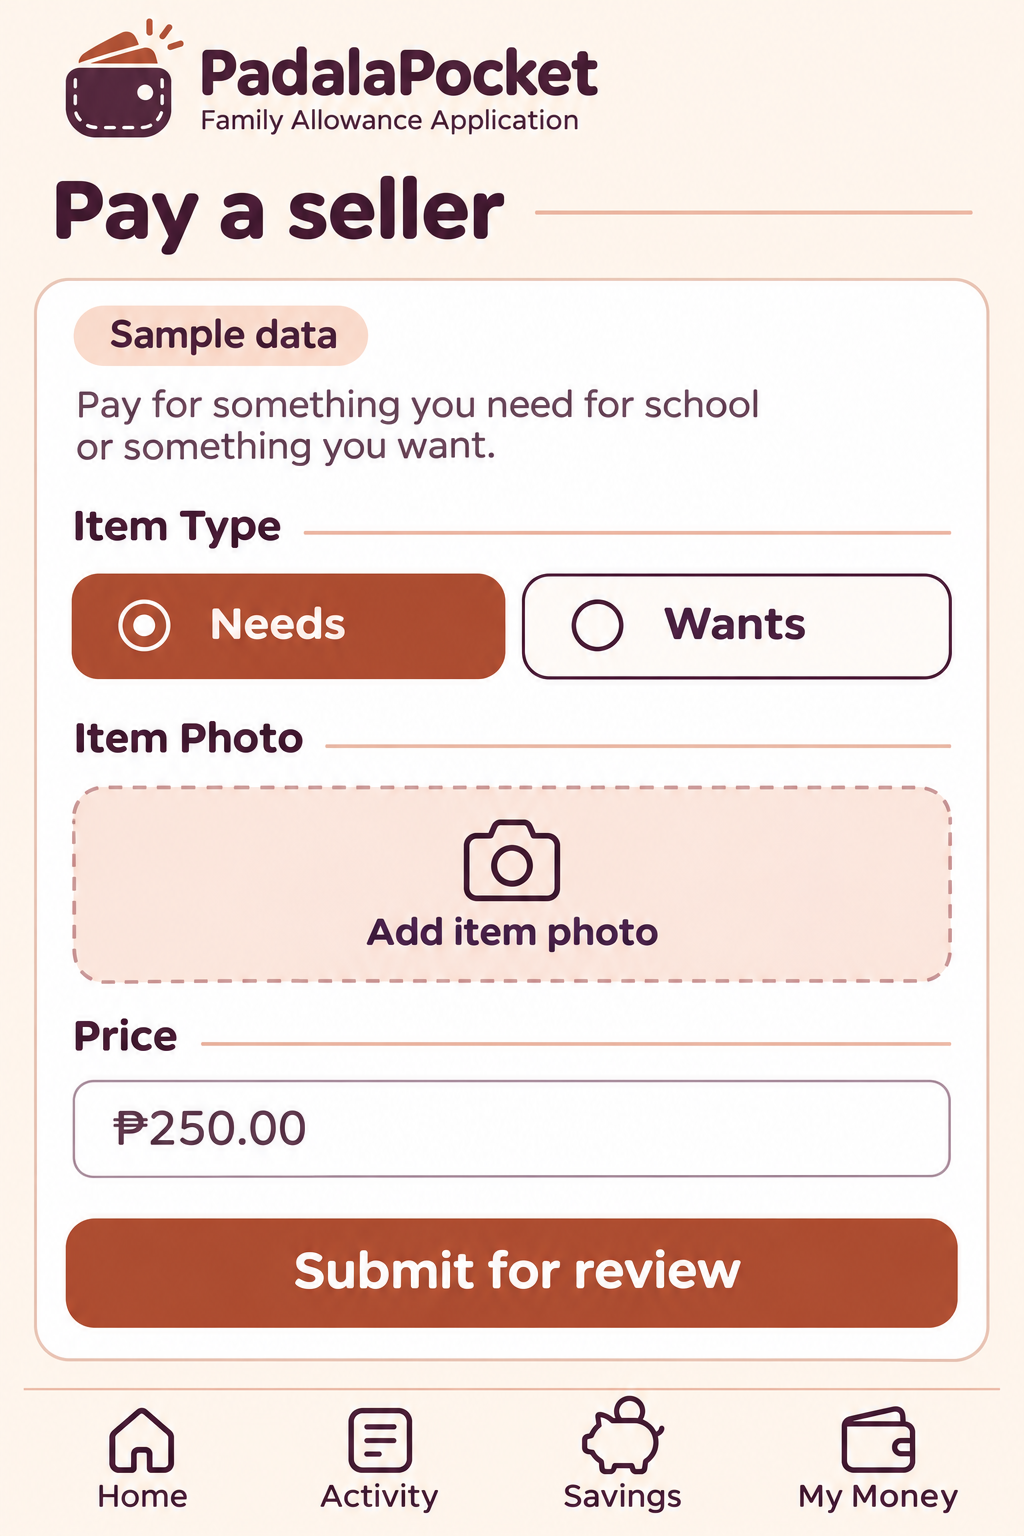 PadalaPocket
Family Allowance Application
Pay a seller
Sample data
Pay for something you need for school
or something you want.
Item Type
Needs
Wants
Item Photo
Add item photo
Price
₱250.00
Submit for review
Home
Activity
Savings
My Money